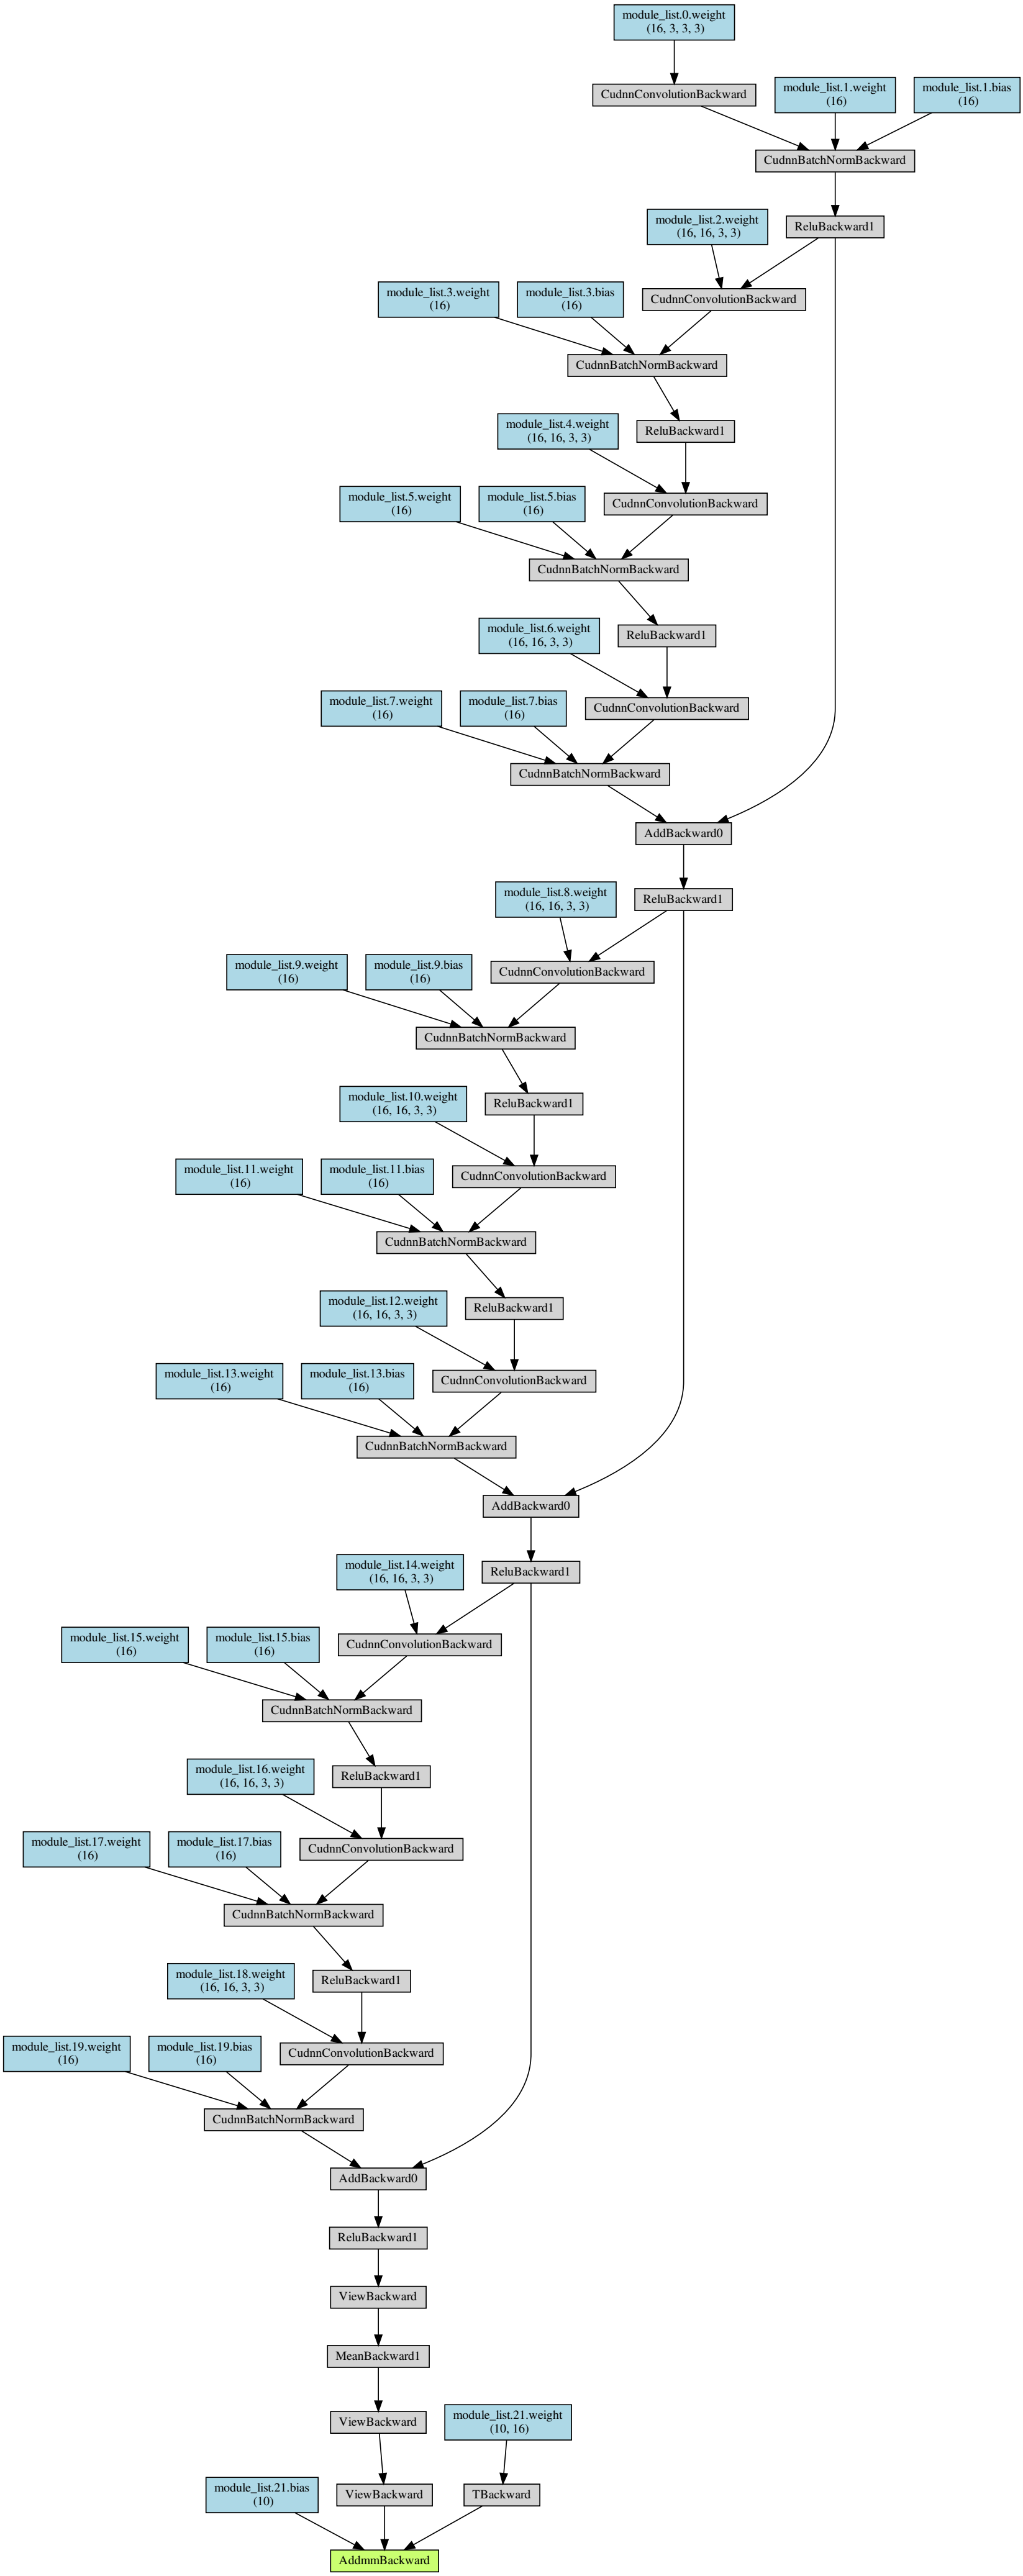 module_list.0.weight
(16, 3, 3, 3)
CudnnConvolutionBackward
module_list.1.weight
(16)
module_list.1.bias
(16)
CudnnBatchNormBackward
module_list.2.weight
(16, 16, 3, 3)
ReluBackward1
module_list.3.weight
(16)
module_list.3.bias
(16)
CudnnConvolutionBackward
CudnnBatchNormBackward
module_list.4.weight
(16, 16, 3, 3)
ReluBackward1
module_list.5.weight
(16)
module_list.5.bias
(16)
CudnnConvolutionBackward
CudnnBatchNormBackward
module_list.6.weight
(16, 16, 3, 3)
ReluBackward1
module_list.7.weight
(16)
module_list.7.bias
(16)
CudnnConvolutionBackward
CudnnBatchNormBackward
AddBackward0
module_list.8.weight
(16, 16, 3, 3)
ReluBackward1
module_list.9.weight
(16)
module_list.9.bias
(16)
CudnnConvolutionBackward
CudnnBatchNormBackward
module_list.10.weight
(16, 16, 3, 3)
ReluBackward1
module_list.11.weight
(16)
module_list.11.bias
(16)
CudnnConvolutionBackward
CudnnBatchNormBackward
module_list.12.weight
(16, 16, 3, 3)
ReluBackward1
module_list.13.weight
(16)
module_list.13.bias
(16)
CudnnConvolutionBackward
CudnnBatchNormBackward
AddBackward0
module_list.14.weight
(16, 16, 3, 3)
ReluBackward1
module_list.15.weight
(16)
module_list.15.bias
(16)
CudnnConvolutionBackward
CudnnBatchNormBackward
module_list.16.weight
(16, 16, 3, 3)
ReluBackward1
module_list.17.weight
(16)
module_list.17.bias
(16)
CudnnConvolutionBackward
CudnnBatchNormBackward
module_list.18.weight
(16, 16, 3, 3)
ReluBackward1
module_list.19.weight
(16)
module_list.19.bias
(16)
CudnnConvolutionBackward
CudnnBatchNormBackward
AddBackward0
ReluBackward1
ViewBackward
MeanBackward1
ViewBackward
module_list.21.weight
(10, 16)
module_list.21.bias
(10)
ViewBackward
TBackward
AddmmBackward